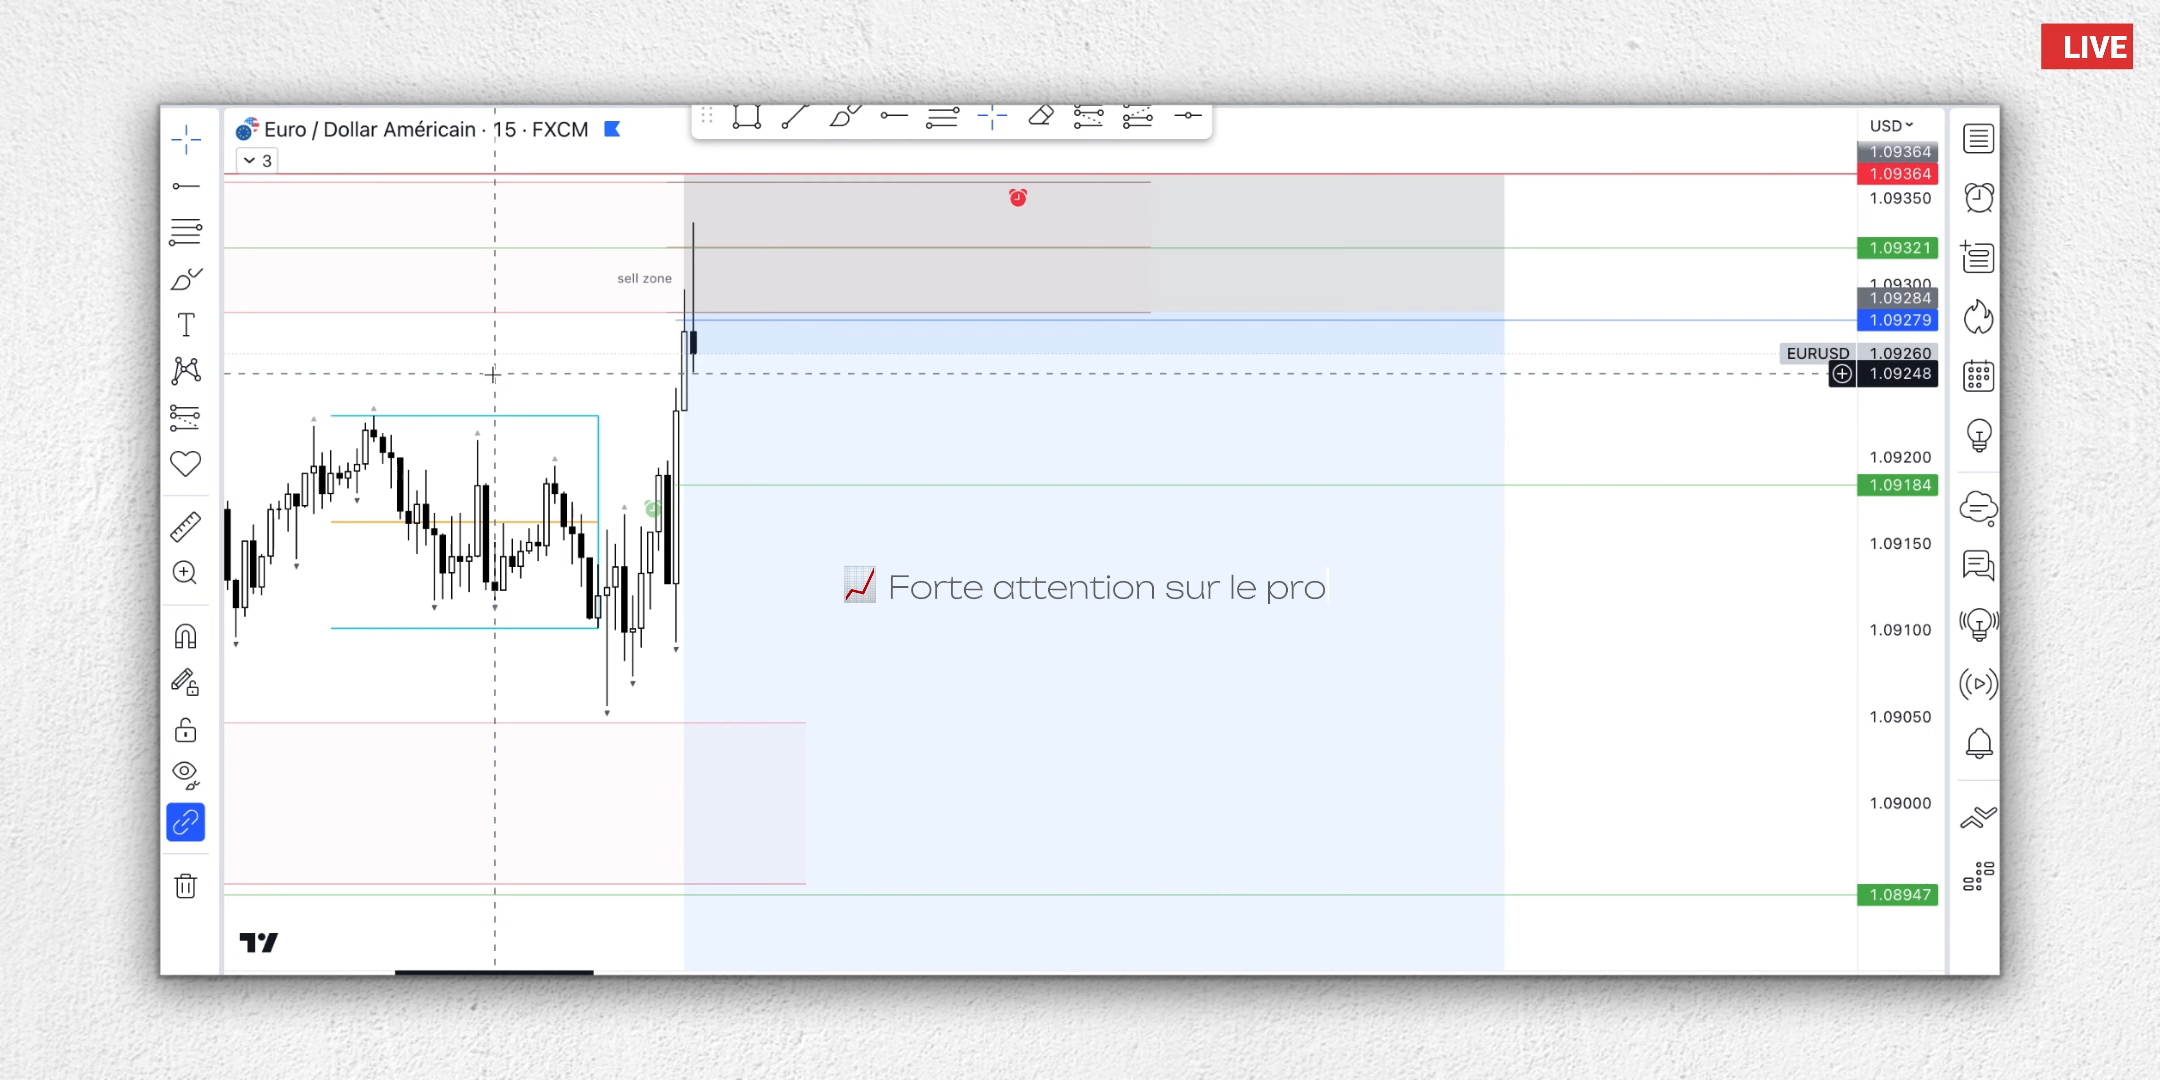 LIVE
Euro / Dollar Américain · 15 · FXCM
3
USD
1.09364
1.09364
1.09350
1.09321
sell zone
1.09300
1.09284
1.09279
EURUSD 1.09260
1.09248
1.09200
1.09184
1.09150
📈 Forte attention sur le pro
1.09100
1.09050
1.09000
1.08947